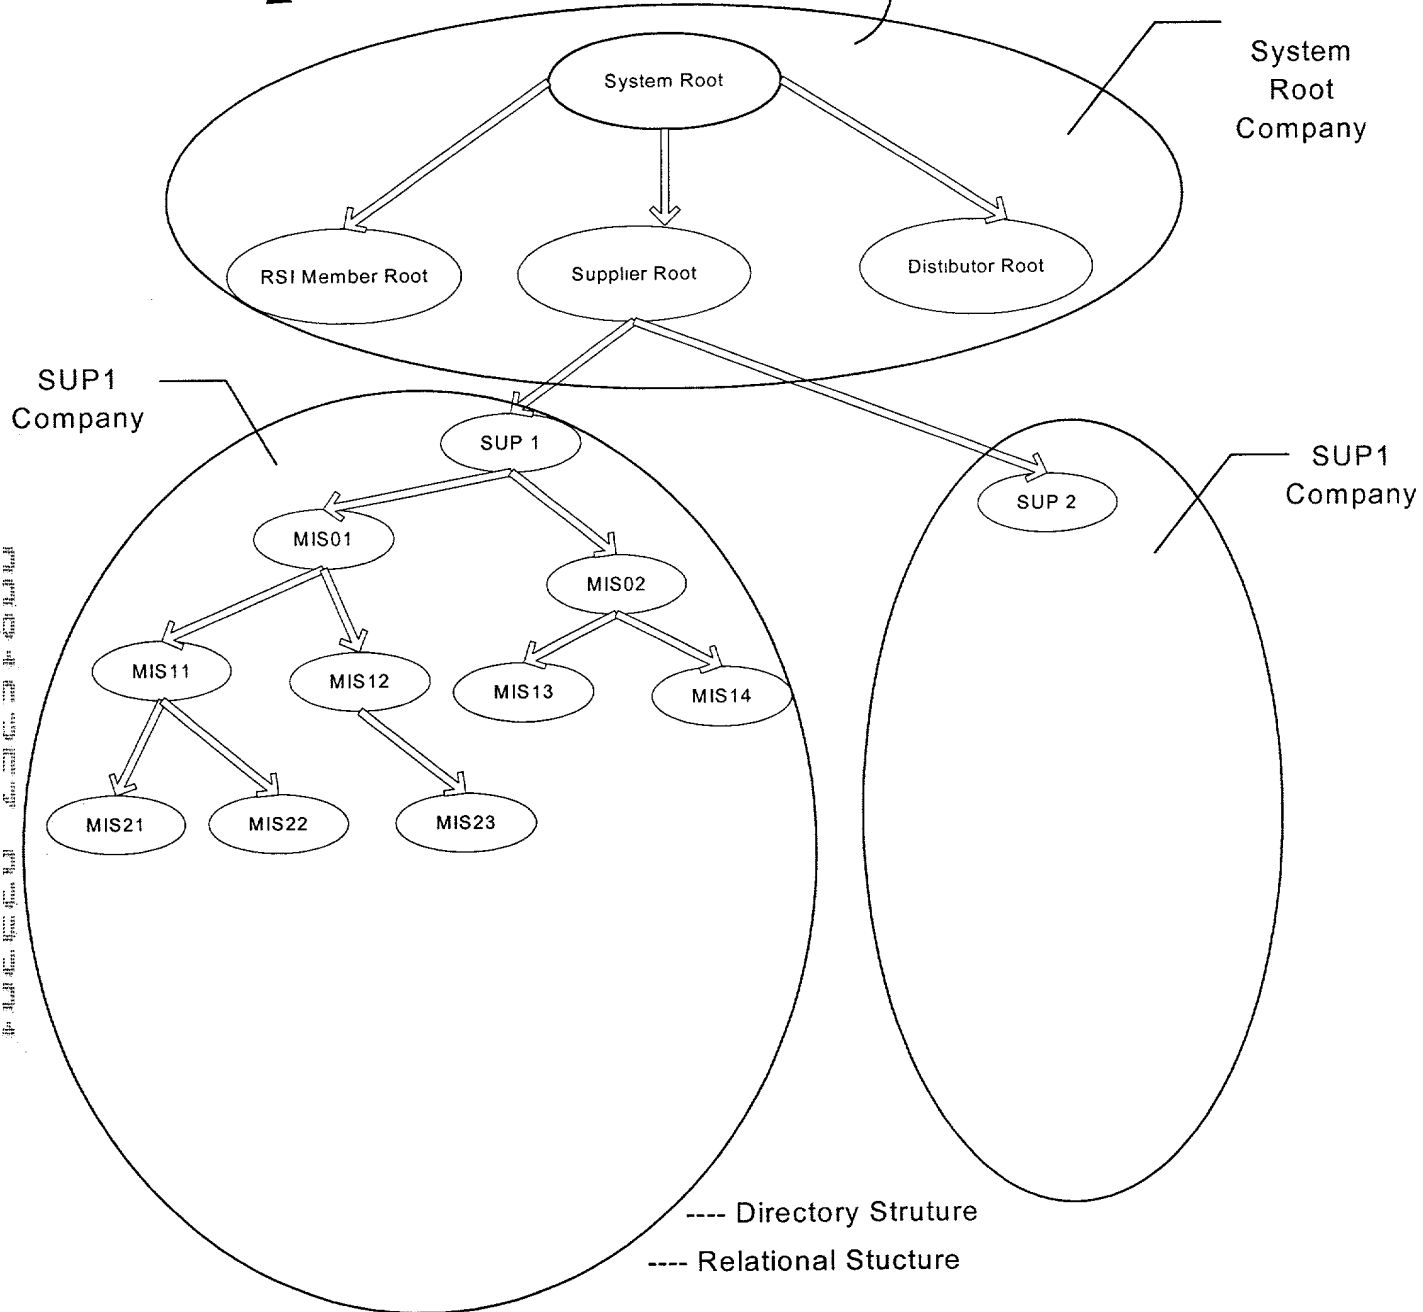 System Root
System
Root
Company
RSI Member Root
Supplier Root
Distibutor Root
SUP1
Company
SUP 1
SUP1
Company
SUP 2
MIS01
MIS02
MIS11
MIS12
MIS13
MIS14
MIS21
MIS22
MIS23
---- Directory Struture
---- Relational Stucture